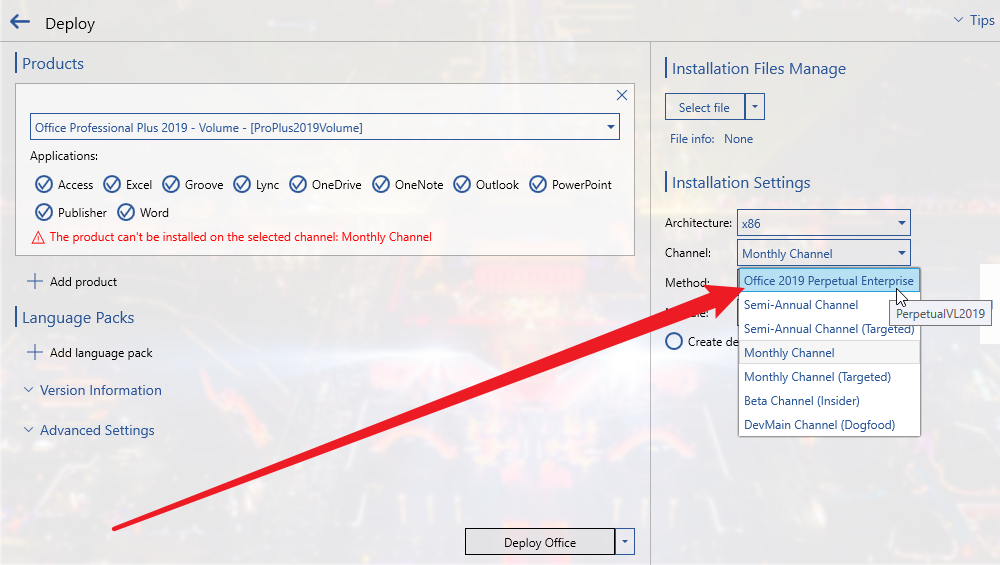 Deploy
Tips
Products
Office Professional Plus 2019 - Volume - [ProPlus2019Volume]
Applications:
Access Excel Groove Lync OneDrive OneNote Outlook PowerPoint
Publisher Word
The product can't be installed on the selected channel: Monthly Channel
Add product
Language Packs
Add language pack
Version Information
Advanced Settings
Deploy Office
Installation Files Manage
Select file
File info: None
Installation Settings
Architecture: x86
Channel: Monthly Channel
Method:
Office 2019 Perpetual Enterprise
PerpetualVL2019
Semi-Annual Channel
Semi-Annual Channel (Targeted)
Create de
Monthly Channel
Monthly Channel (Targeted)
Beta Channel (Insider)
DevMain Channel (Dogfood)